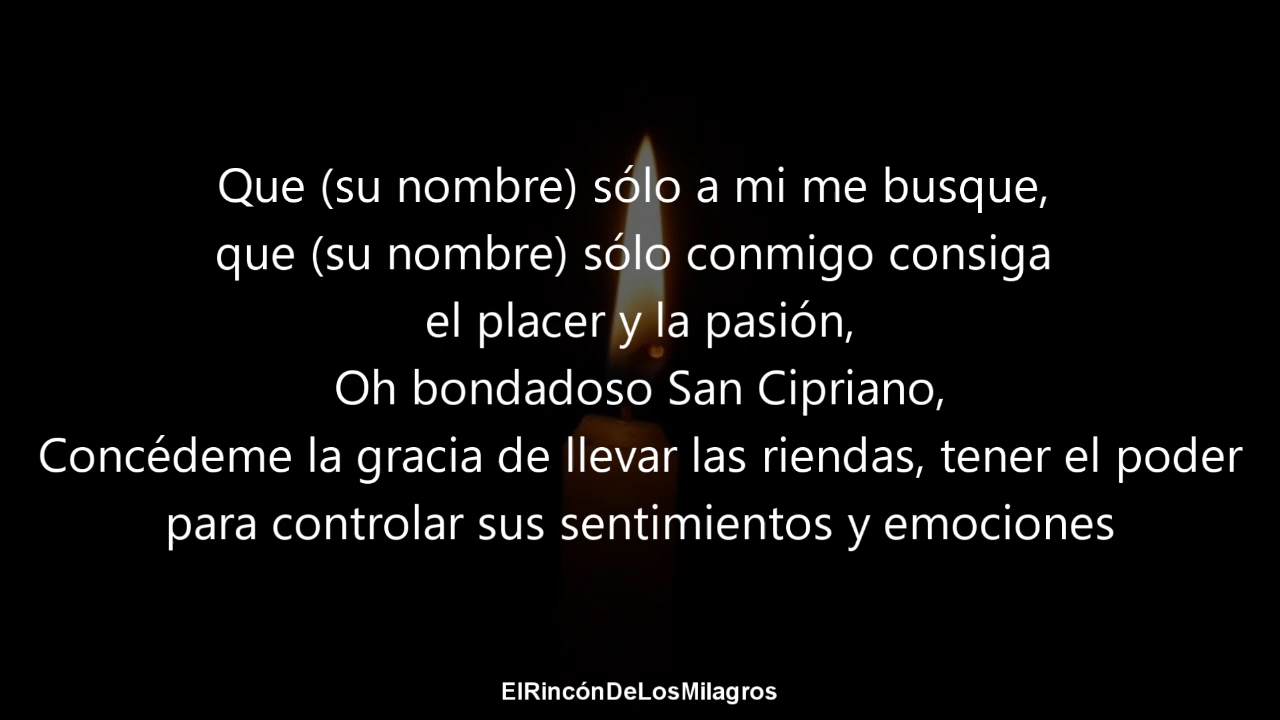 Que (su nombre) sólo a mi me busque,
que (su nombre) sólo conmigo consiga
el placer y la pasión,
Oh bondadoso San Cipriano,
Concédeme la gracia de llevar las riendas, tener el poder
para controlar sus sentimientos y emociones
ElRincónDeLosMilagros